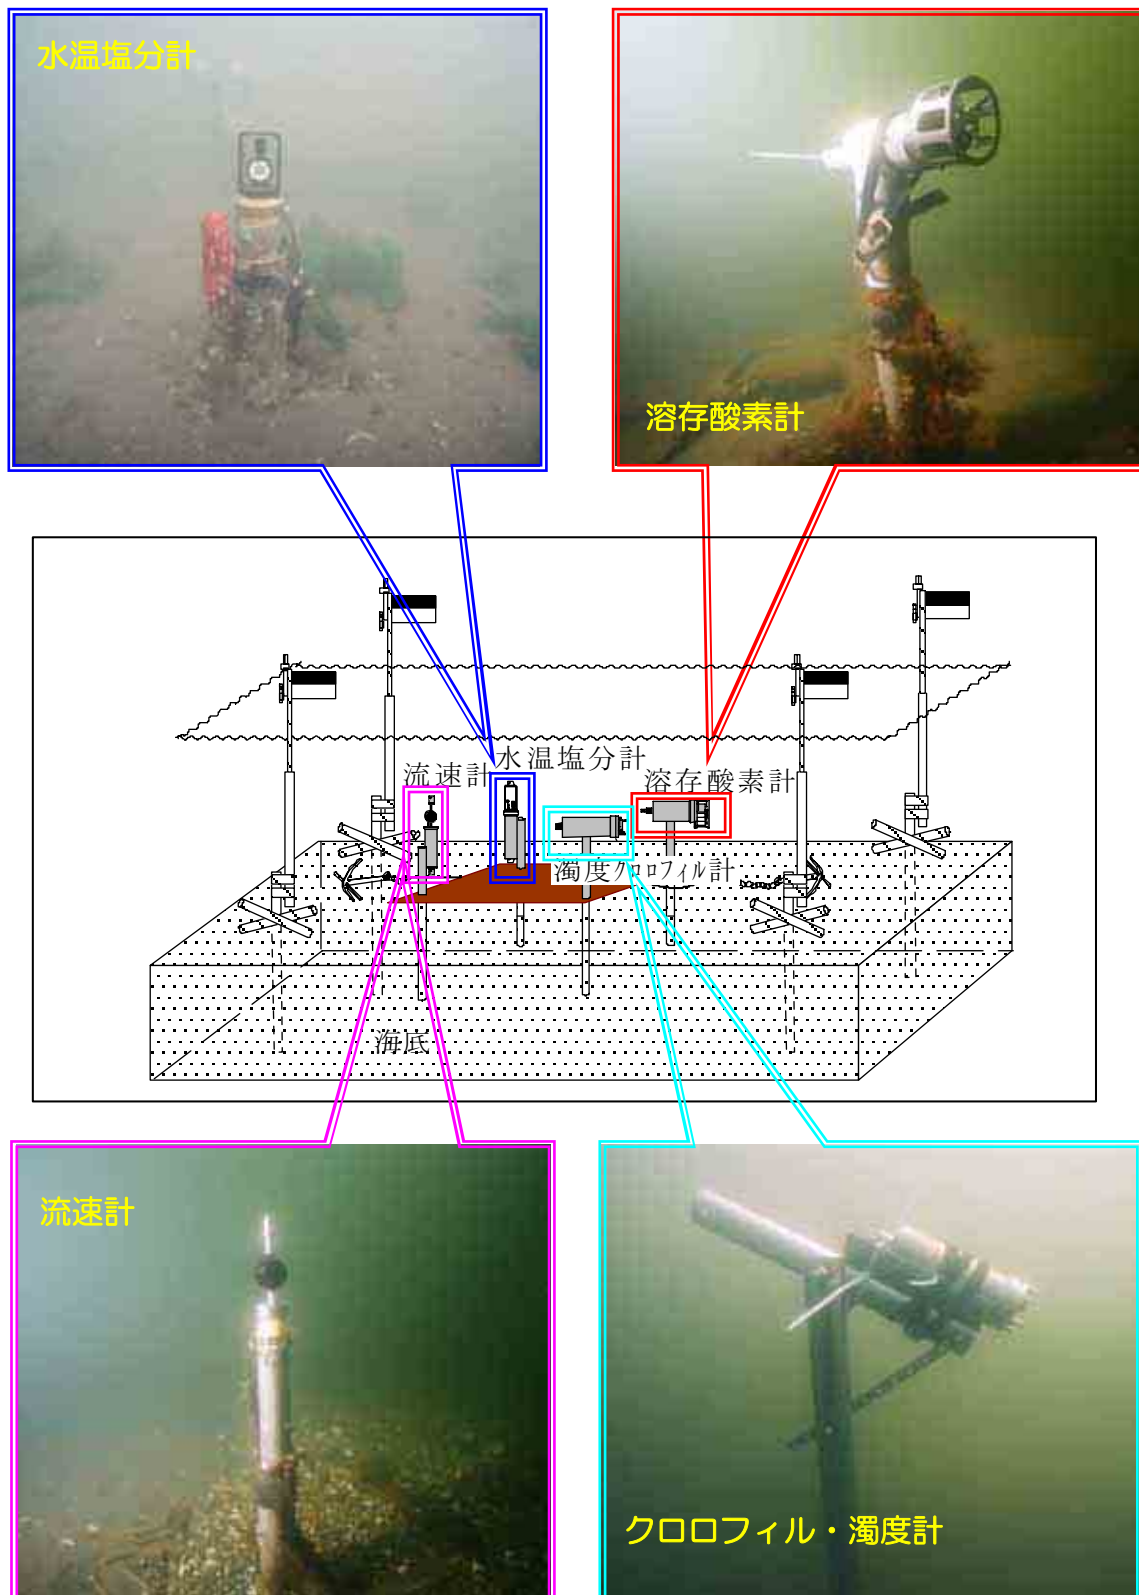 水温塩分計
溶存酸素計
水温塩分計
流速計
溶存酸素計
濁度クロロフィル計
海底
流速計
クロロフィル・濁度計